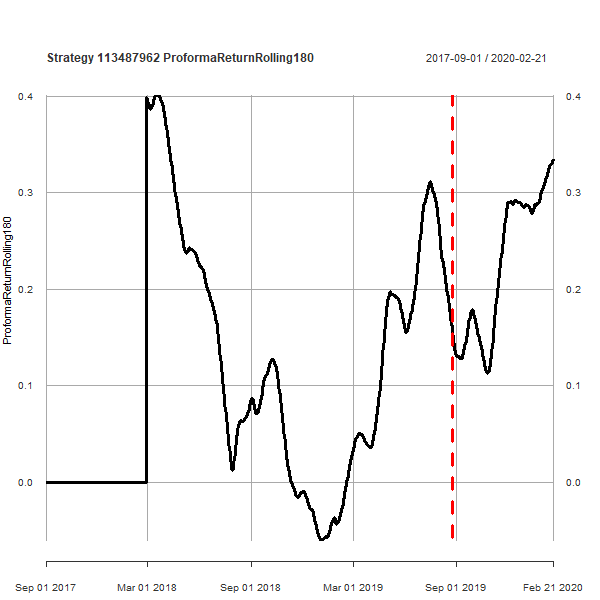 Strategy 113487962 ProformaReturnRolling180
2017-09-01 / 2020-02-21
ProformaReturnRolling180
0.4
0.4
0.3
0.3
0.2
0.2
0.1
0.1
0.0
0.0
Sep 01 2017
Mar 01 2018
Sep 01 2018
Mar 01 2019
Sep 01 2019
Feb 21 2020